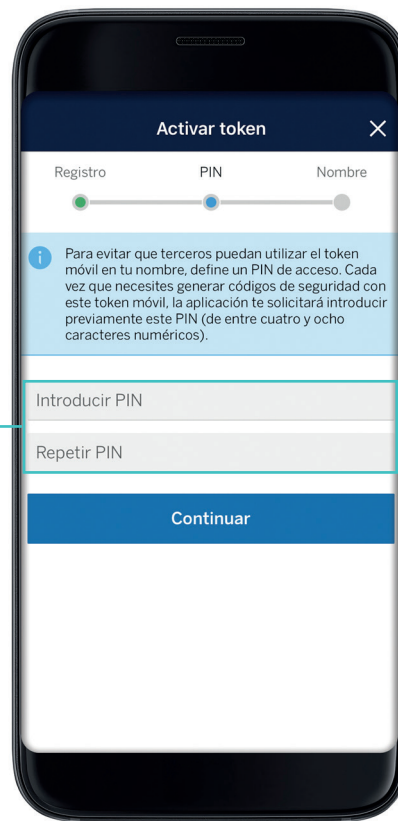 Activar token
Registro
PIN
Nombre
Para evitar que terceros puedan utilizar el token
móvil en tu nombre, define un PIN de acceso. Cada
vez que necesites generar códigos de seguridad con
este token móvil, la aplicación te solicitará introducir
previamente este PIN (de entre cuatro y ocho
caracteres numéricos).
Introducir PIN
Repetir PIN
Continuar